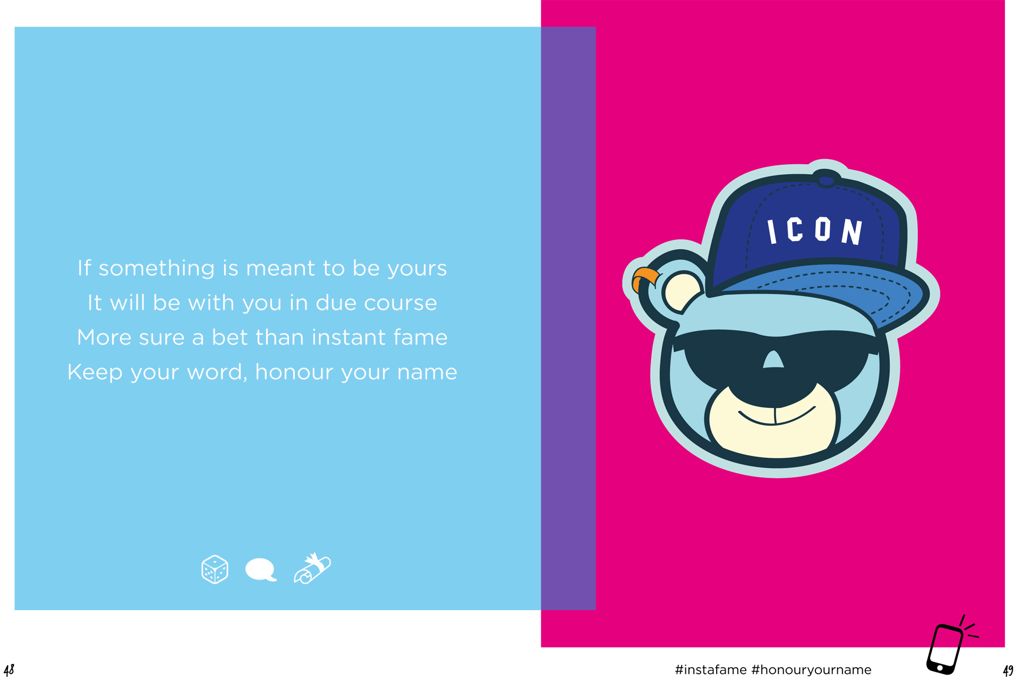 If something is meant to be yours
It will be with you in due course
More sure a bet than instant fame
Keep your word, honour your name
48
ICON
#instafame #honouryourname
49